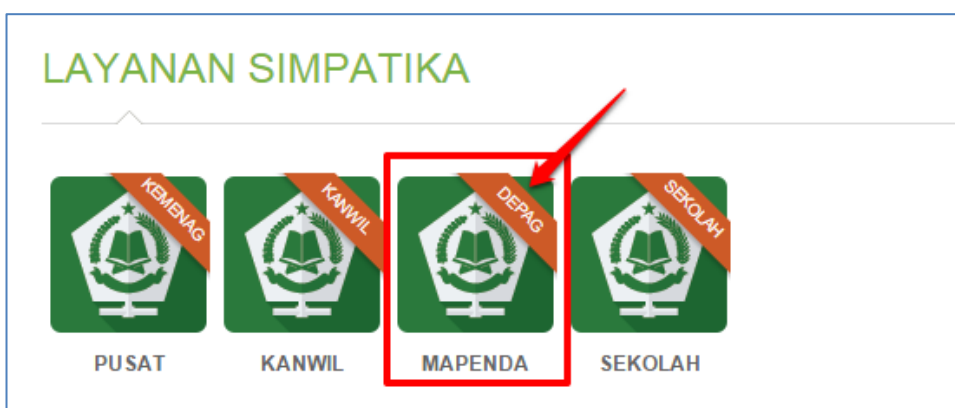 LAYANAN SIMPATIKA
KEMENAG
KANWIL
DEPAG
SEKOLAH
PUSAT
KANWIL
MAPENDA
SEKOLAH